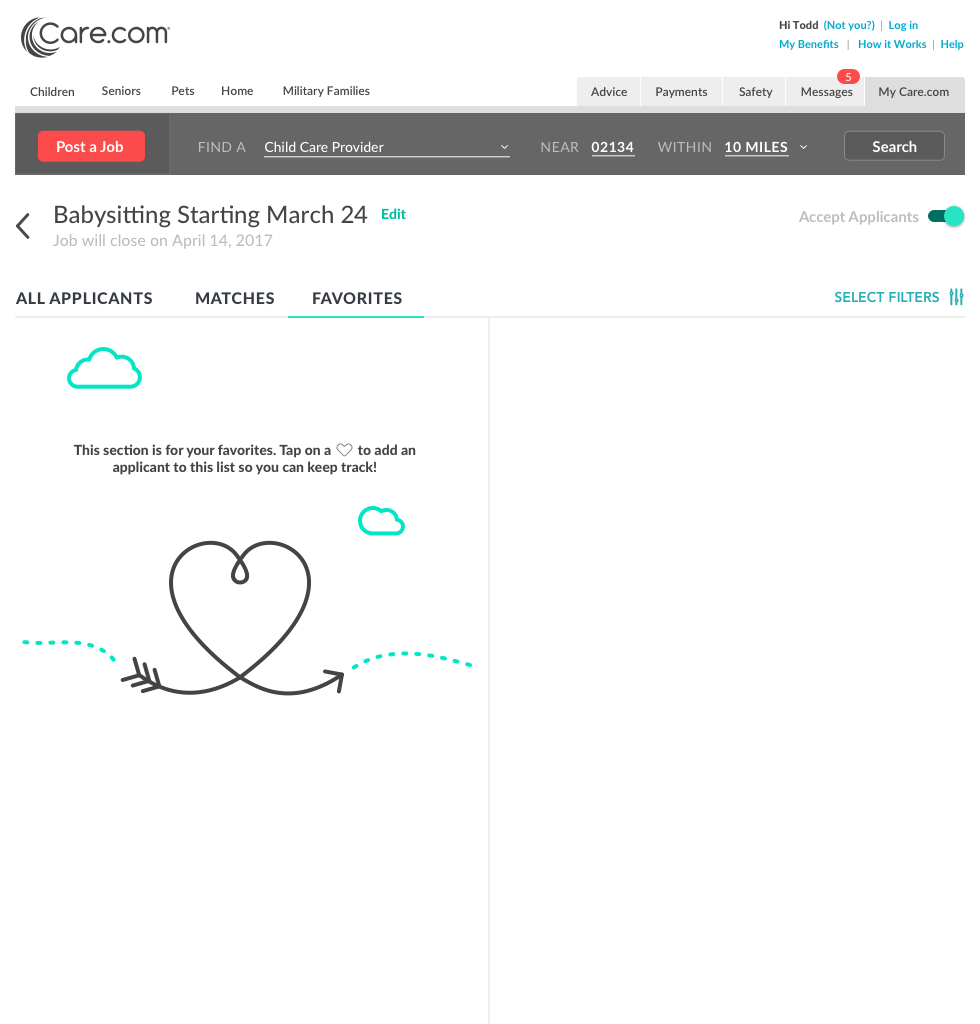 Care.com
Hi Todd (Not you?) | Log in
My Benefits | How it Works | Help
Children Seniors Pets Home Military Families
5
Advice Payments Safety Messages My Care.com
Post a Job FIND A Child Care Provider NEAR 02134 WITHIN 10 MILES Search
Babysitting Starting March 24 Edit
Accept Applicants
Job will close on April 14, 2017
ALL APPLICANTS MATCHES FAVORITES SELECT FILTERS
This section is for your favorites. Tap on a ♡ to add an
applicant to this list so you can keep track!